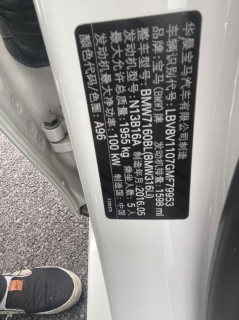 华晨宝马汽车有限公司制造
车辆识别代号: LBV8V1107GMF79953
品牌: 宝马 (BMW) 牌 发动机排量: 1598 ml
整车型号: BMW7160BL(BMW316Li)
最大允许总质量: 1955 kg 乘坐人数: 5人
发动机型号: N13B16A 制造年月: 2016.05
发动机最大净功率: 100 kW 制造国: 中国
颜色代号: A96